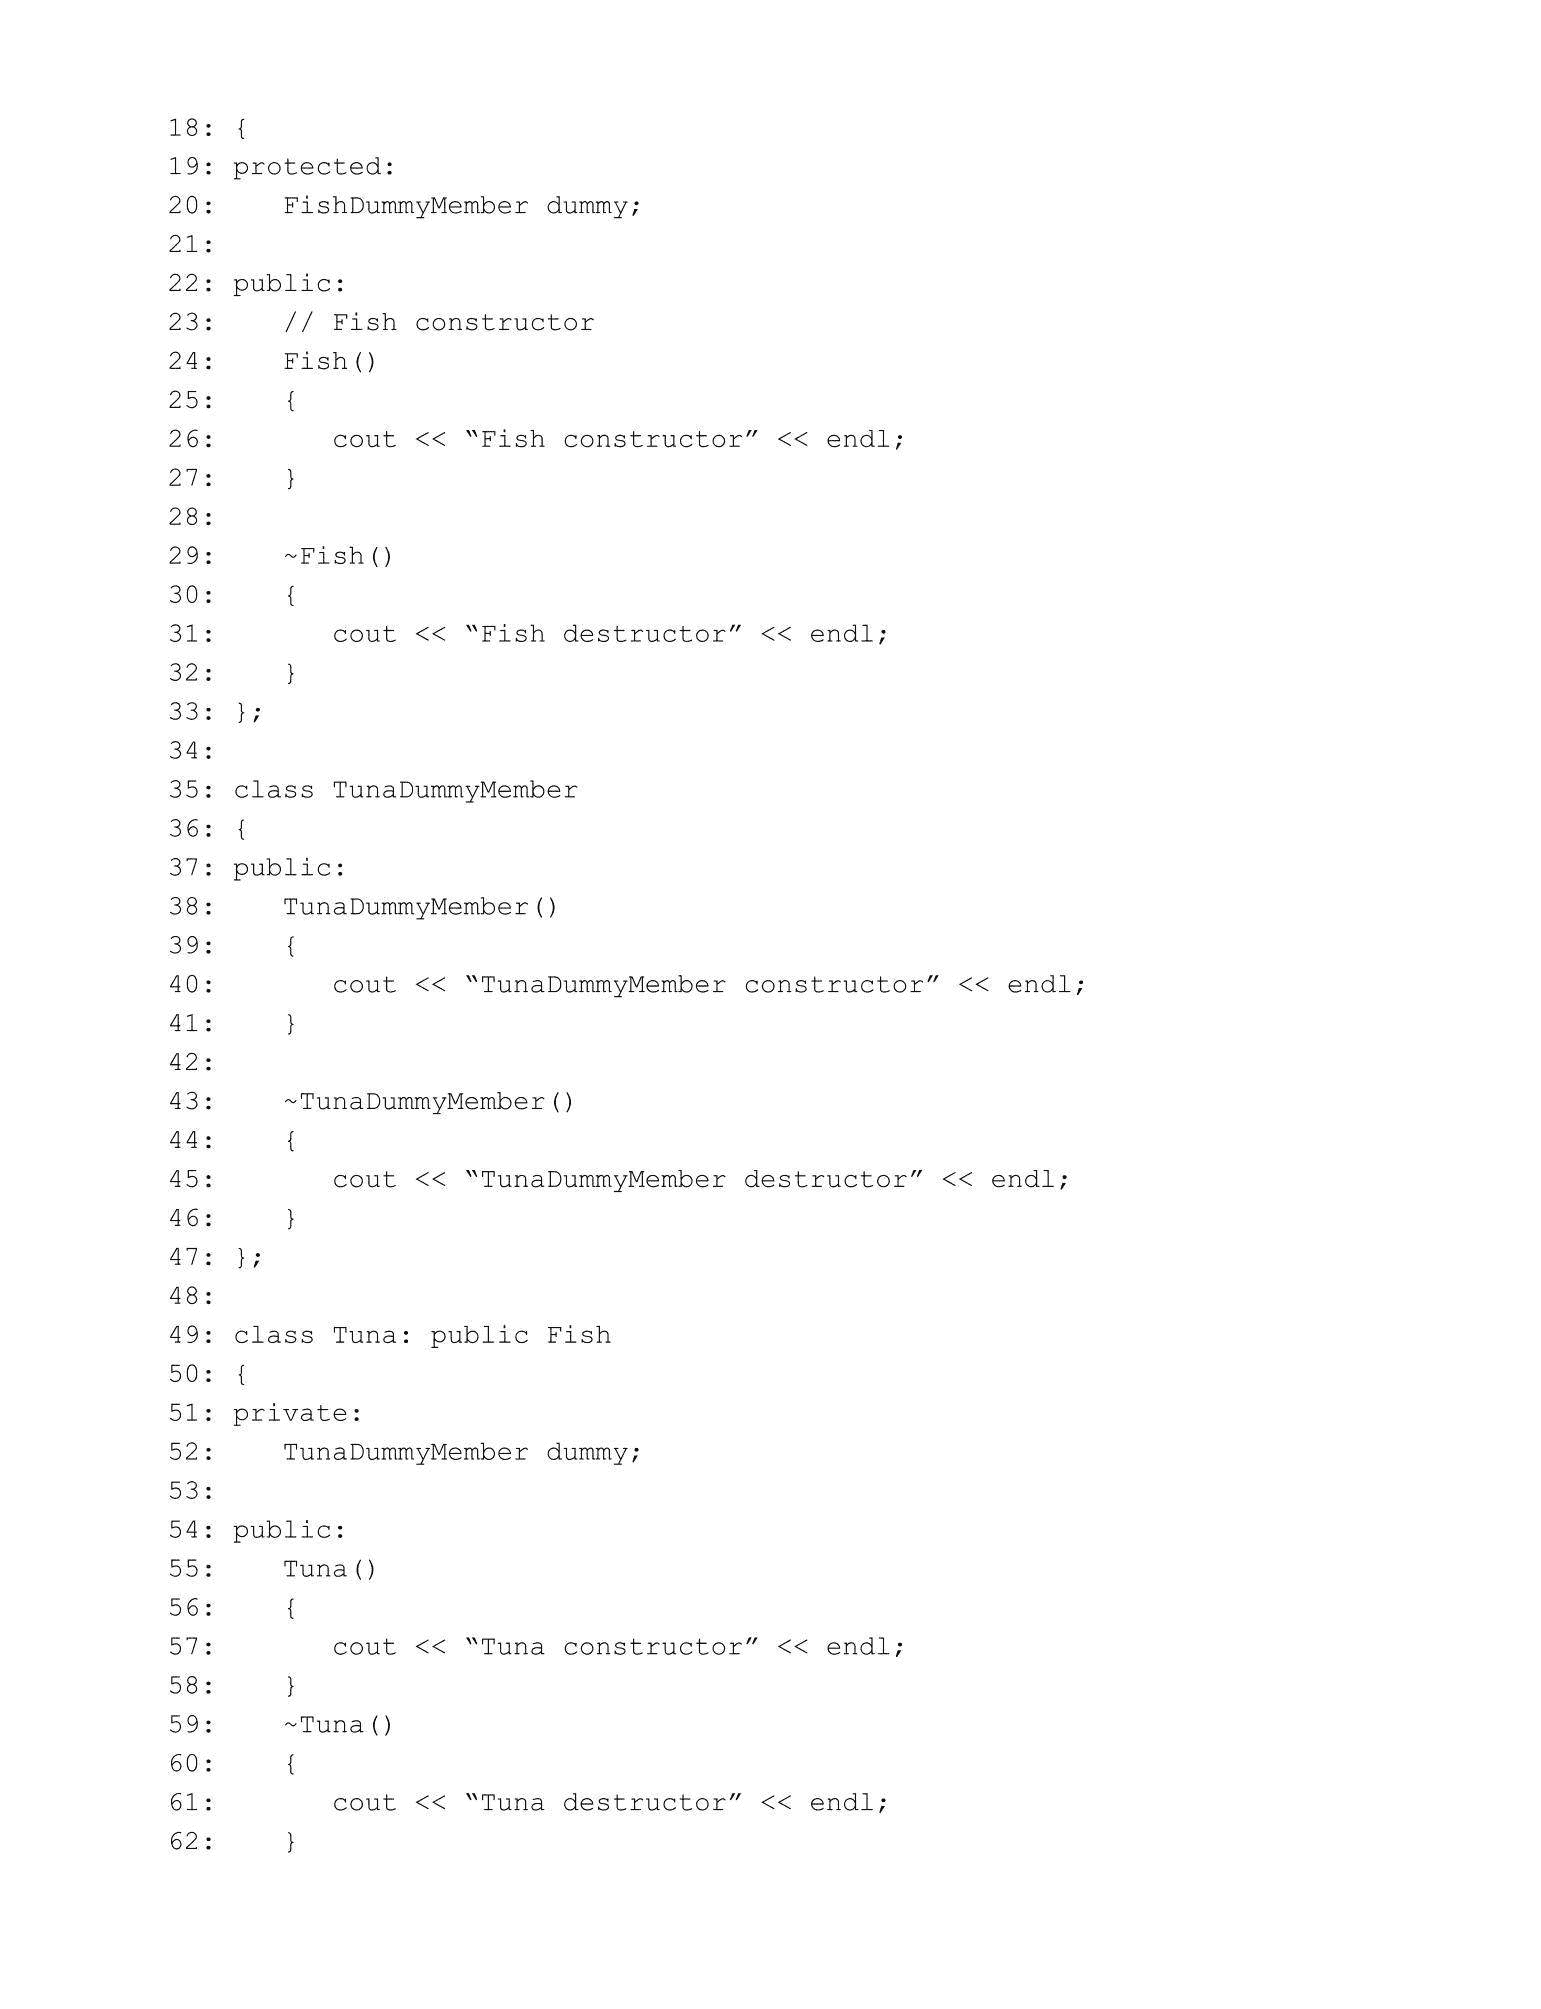 18: {
19: protected:
20:    FishDummyMember dummy;
21:
22: public:
23:    // Fish constructor
24:    Fish()
25:    {
26:       cout << “Fish constructor” << endl;
27:    }
28:
29:    ~Fish()
30:    {
31:       cout << “Fish destructor” << endl;
32:    }
33: };
34:
35: class TunaDummyMember
36: {
37: public:
38:    TunaDummyMember()
39:    {
40:       cout << “TunaDummyMember constructor” << endl;
41:    }
42:
43:    ~TunaDummyMember()
44:    {
45:       cout << “TunaDummyMember destructor” << endl;
46:    }
47: };
48:
49: class Tuna: public Fish
50: {
51: private:
52:    TunaDummyMember dummy;
53:
54: public:
55:    Tuna()
56:    {
57:       cout << “Tuna constructor” << endl;
58:    }
59:    ~Tuna()
60:    {
61:       cout << “Tuna destructor” << endl;
62:    }